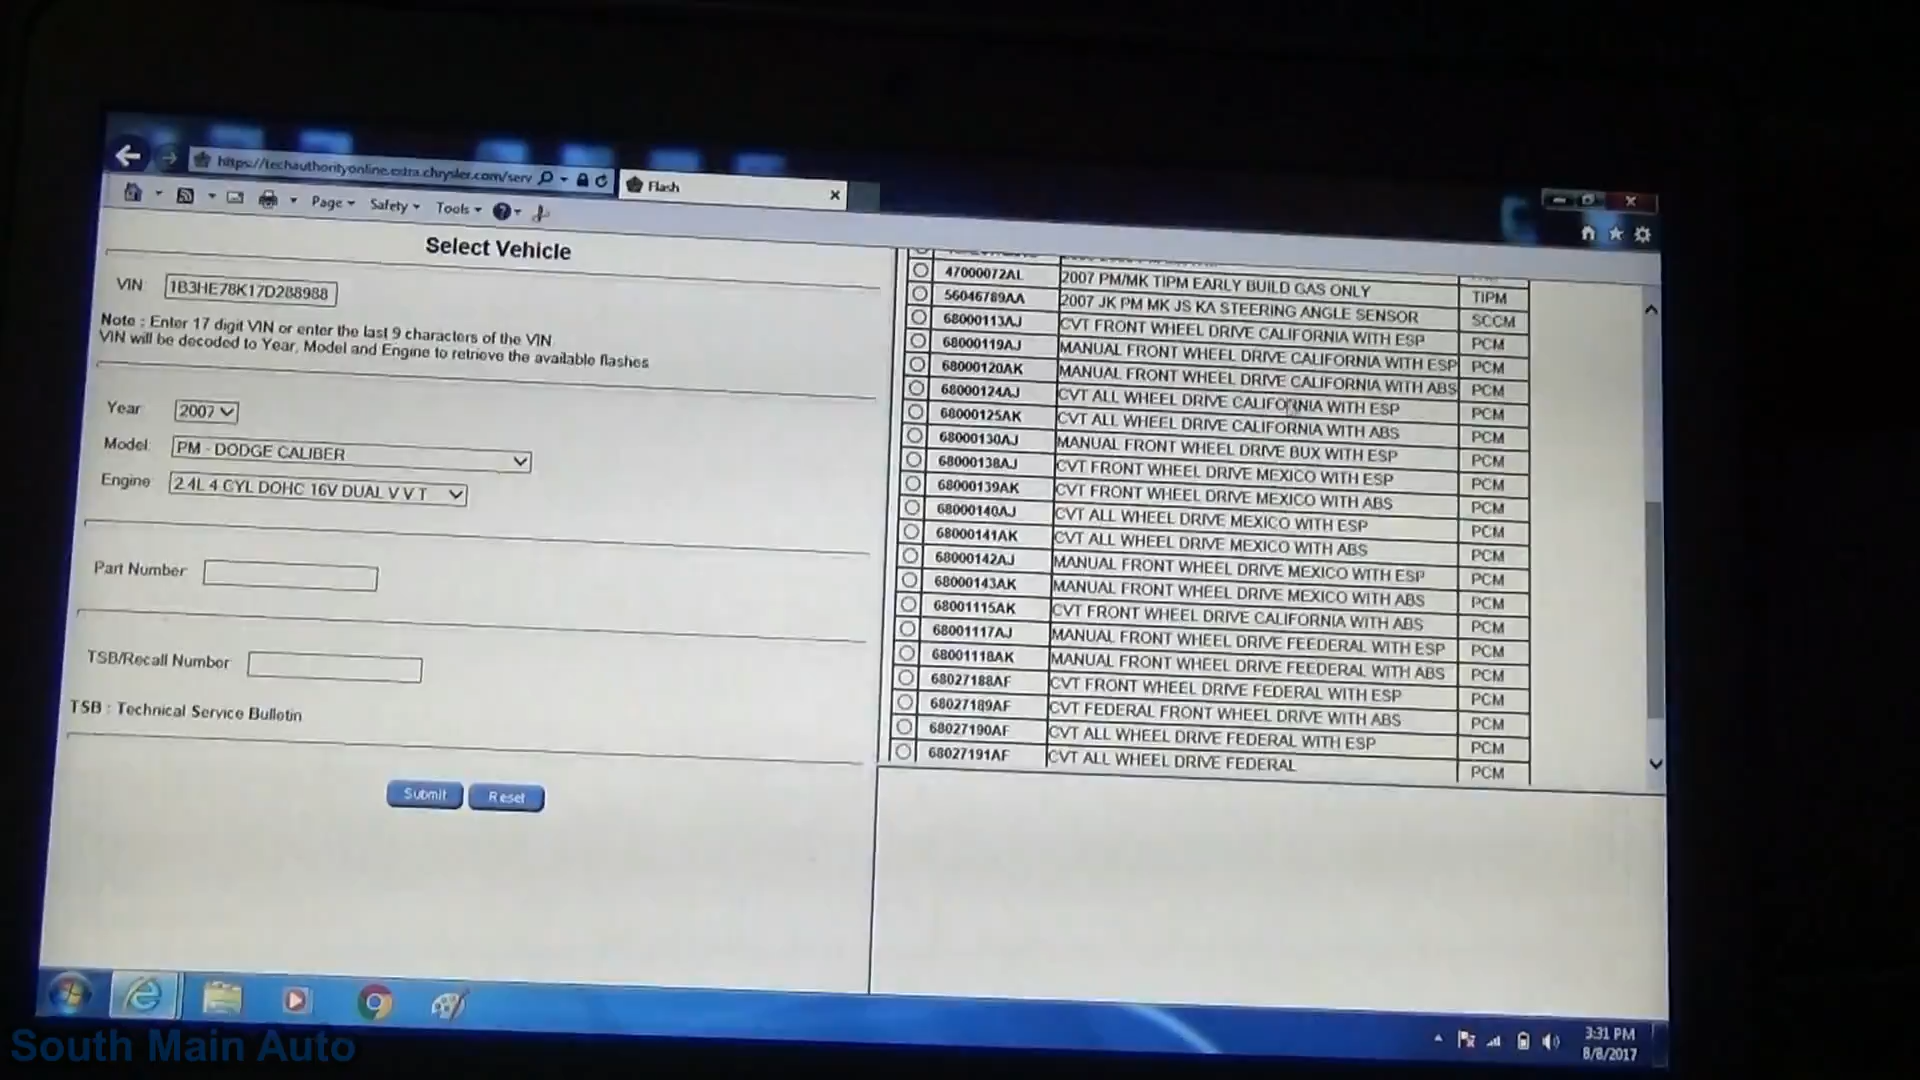 https://techauthorityonline.extra.chrysler.com/serv
Flash
Page
Safety
Tools
Select Vehicle
VIN: 1B3HE78K17D288988
Note : Enter 17 digit VIN or enter the last 9 characters of the VIN.
VIN will be decoded to Year, Model and Engine to retrieve the available flashes
Year 2007
Model: PM - DODGE CALIBER
Engine 2.4L 4 CYL DOHC 16V DUAL V V T
Part Number
TSB/Recall Number
TSB : Technical Service Bulletin
Submit Reset
47000072AL 2007 PM/MK TIPM EARLY BUILD GAS ONLY TIPM
56046789AA 2007 JK PM MK JS KA STEERING ANGLE SENSOR SCCM
68000113AJ CVT FRONT WHEEL DRIVE CALIFORNIA WITH ESP PCM
68000119AJ MANUAL FRONT WHEEL DRIVE CALIFORNIA WITH ESP PCM
68000120AK MANUAL FRONT WHEEL DRIVE CALIFORNIA WITH ABS PCM
68000124AJ CVT ALL WHEEL DRIVE CALIFORNIA WITH ESP PCM
68000125AK CVT ALL WHEEL DRIVE CALIFORNIA WITH ABS PCM
68000130AJ MANUAL FRONT WHEEL DRIVE BUX WITH ESP PCM
68000138AJ CVT FRONT WHEEL DRIVE MEXICO WITH ESP PCM
68000139AK CVT FRONT WHEEL DRIVE MEXICO WITH ABS PCM
68000140AJ CVT ALL WHEEL DRIVE MEXICO WITH ESP PCM
68000141AK CVT ALL WHEEL DRIVE MEXICO WITH ABS PCM
68000142AJ MANUAL FRONT WHEEL DRIVE MEXICO WITH ESP PCM
68000143AK MANUAL FRONT WHEEL DRIVE MEXICO WITH ABS PCM
68001115AK CVT FRONT WHEEL DRIVE CALIFORNIA WITH ABS PCM
68001117AJ MANUAL FRONT WHEEL DRIVE FEEDERAL WITH ESP PCM
68001118AK MANUAL FRONT WHEEL DRIVE FEEDERAL WITH ABS PCM
68027188AF CVT FRONT WHEEL DRIVE FEDERAL WITH ESP PCM
68027189AF CVT FEDERAL FRONT WHEEL DRIVE WITH ABS PCM
68027190AF CVT ALL WHEEL DRIVE FEDERAL WITH ESP PCM
68027191AF CVT ALL WHEEL DRIVE FEDERAL PCM
3:31 PM
8/8/2017
South Main Auto